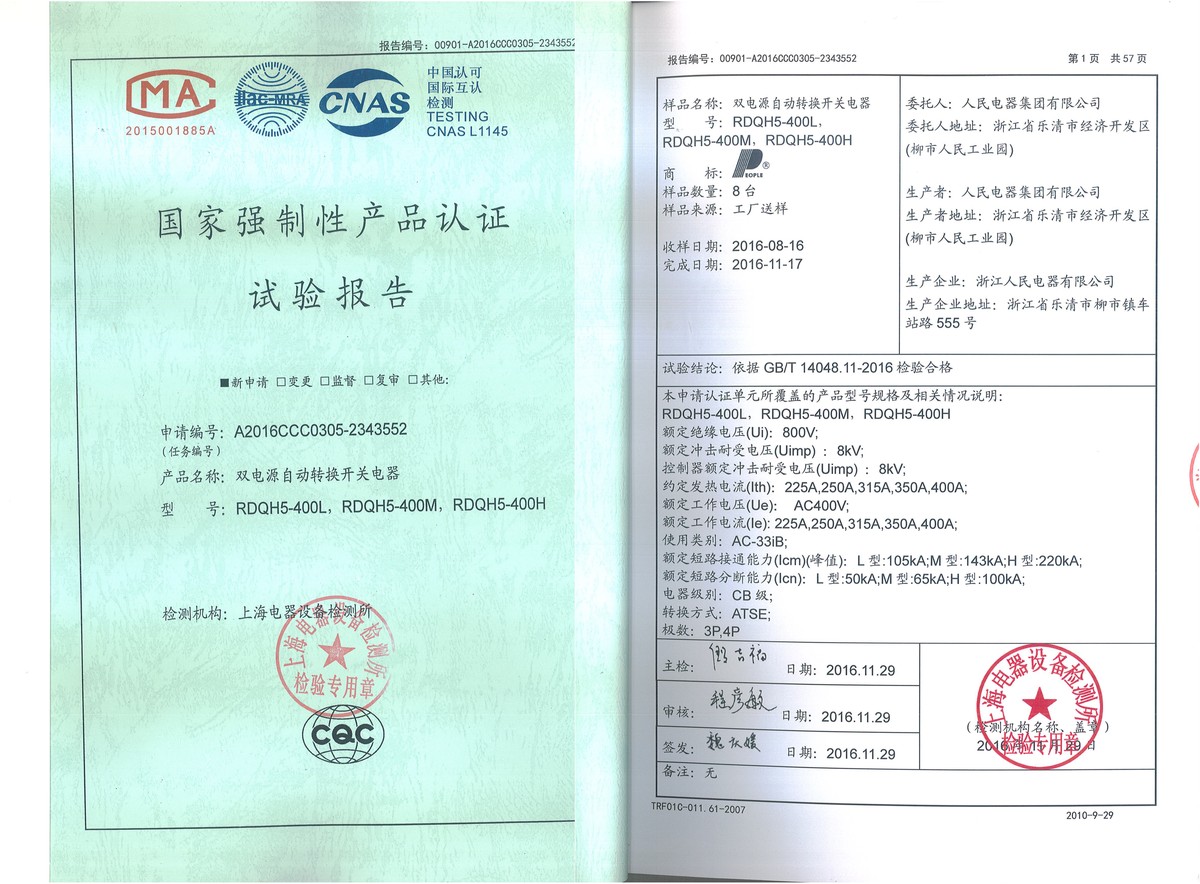 报告编号: 00901-A2016CCC0305-2343552
MA
2015001885A
ilac-MRA
CNAS
中国认可
国际互认
检测
TESTING
CNAS L1145
国家强制性产品认证
试验报告
■新申请 □变更 □监督 □复审 □其他:
申请编号: A2016CCC0305-2343552
(任务编号)
产品名称: 双电源自动转换开关电器
型 号: RDQH5-400L, RDQH5-400M, RDQH5-400H
检测机构: 上海电器设备检测所
上海电器设备检测所
检验专用章
CQC
报告编号: 00901-A2016CCC0305-2343552
第 1 页 共 57 页
样品名称: 双电源自动转换开关电器
型 号: RDQH5-400L,
RDQH5-400M, RDQH5-400H
商 标: PEOPLE®
样品数量: 8 台
样品来源: 工厂送样
收样日期: 2016-08-16
完成日期: 2016-11-17
委托人: 人民电器集团有限公司
委托人地址: 浙江省乐清市经济开发区
(柳市人民工业园)
生产者: 人民电器集团有限公司
生产者地址: 浙江省乐清市经济开发区
(柳市人民工业园)
生产企业: 浙江人民电器有限公司
生产企业地址: 浙江省乐清市柳市镇车
站路 555 号
试验结论: 依据 GB/T 14048.11-2016 检验合格
本申请认证单元所覆盖的产品型号规格及相关情况说明:
RDQH5-400L, RDQH5-400M, RDQH5-400H
额定绝缘电压(Ui): 800V;
额定冲击耐受电压(Uimp) : 8kV;
控制器额定冲击耐受电压(Uimp) : 8kV;
约定发热电流(Ith): 225A,250A,315A,350A,400A;
额定工作电压(Ue): AC400V;
额定工作电流(Ie): 225A,250A,315A,350A,400A;
使用类别: AC-33iB;
额定短路接通能力(Icm)(峰值): L 型:105kA;M 型:143kA;H 型:220kA;
额定短路分断能力(Icn): L 型:50kA;M 型:65kA;H 型:100kA;
电器级别: CB 级;
转换方式: ATSE;
极数: 3P,4P
主检: 日期: 2016.11.29
审核: 程彦敏 日期: 2016.11.29
签发: 日期: 2016.11.29
上海电器设备检测所
检验专用章
(检测机构名称、盖章)
2016 年 11 月 29 日
备注: 无
TRF01C-011.61-2007
2010-9-29